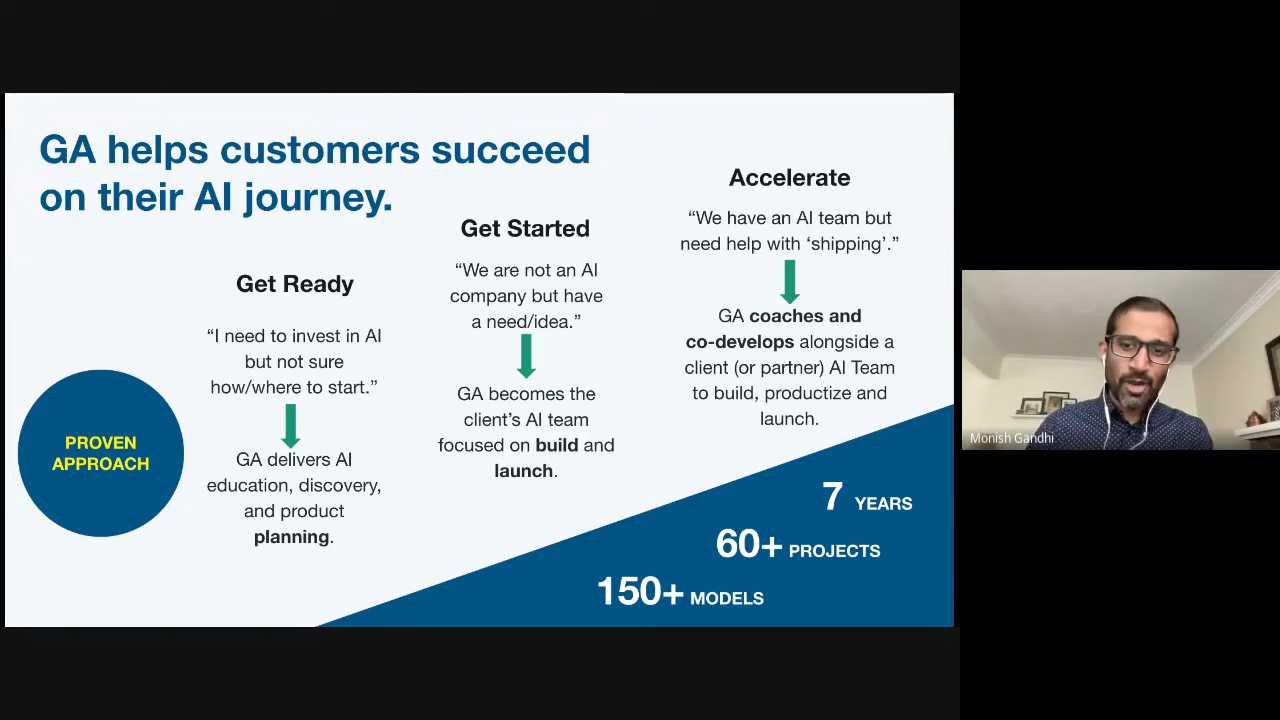 GA helps customers succeed
on their AI journey.
PROVEN
APPROACH
Get Ready
“I need to invest in AI
but not sure
how/where to start.”
GA delivers AI
education, discovery,
and product
planning.
Get Started
“We are not an AI
company but have
a need/idea.”
GA becomes the
client’s AI team
focused on build and
launch.
Accelerate
“We have an AI team but
need help with ‘shipping’.”
GA coaches and
co-develops alongside a
client (or partner) AI Team
to build, productize and
launch.
7 YEARS
60+ PROJECTS
150+ MODELS
Monish Gandhi